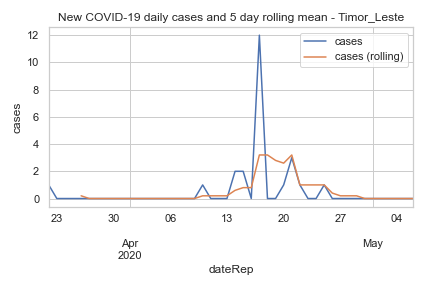 New COVID-19 daily cases and 5 day rolling mean - Timor_Leste
cases
cases (rolling)
cases
12
10
8
6
4
2
0
23
30
06
13
20
27
04
Apr
2020
May
dateRep